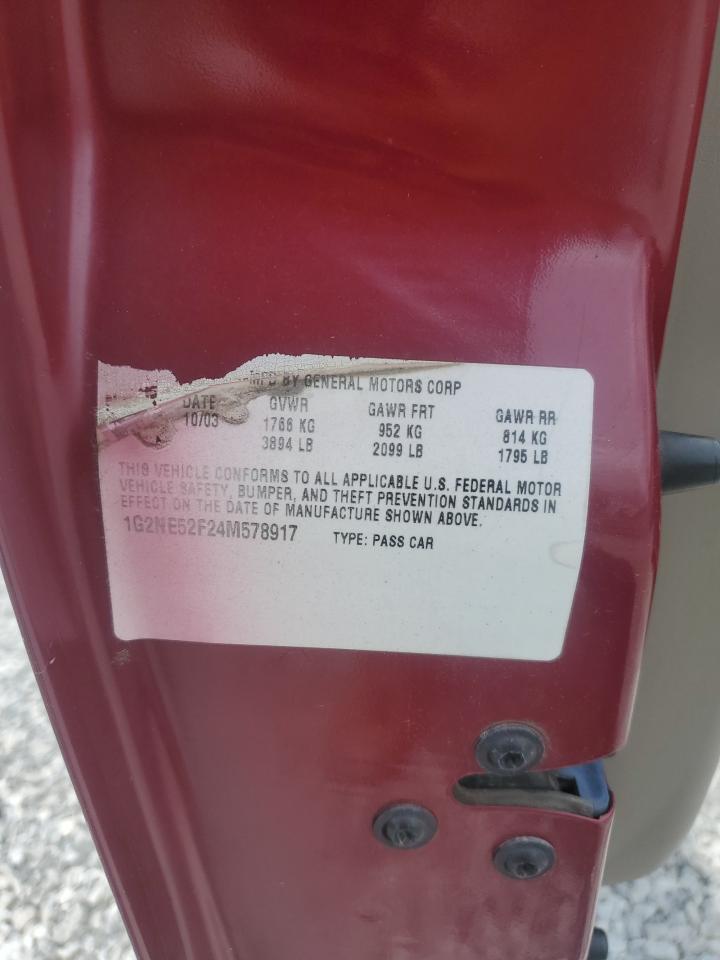 MFD BY GENERAL MOTORS CORP
DATE GVWR GAWR FRT GAWR RR
10/03 1766 KG 952 KG 814 KG
3894 LB 2099 LB 1795 LB
THIS VEHICLE CONFORMS TO ALL APPLICABLE U.S. FEDERAL MOTOR
VEHICLE SAFETY, BUMPER, AND THEFT PREVENTION STANDARDS IN
EFFECT ON THE DATE OF MANUFACTURE SHOWN ABOVE.
1G2NE52F24M578917 TYPE: PASS CAR